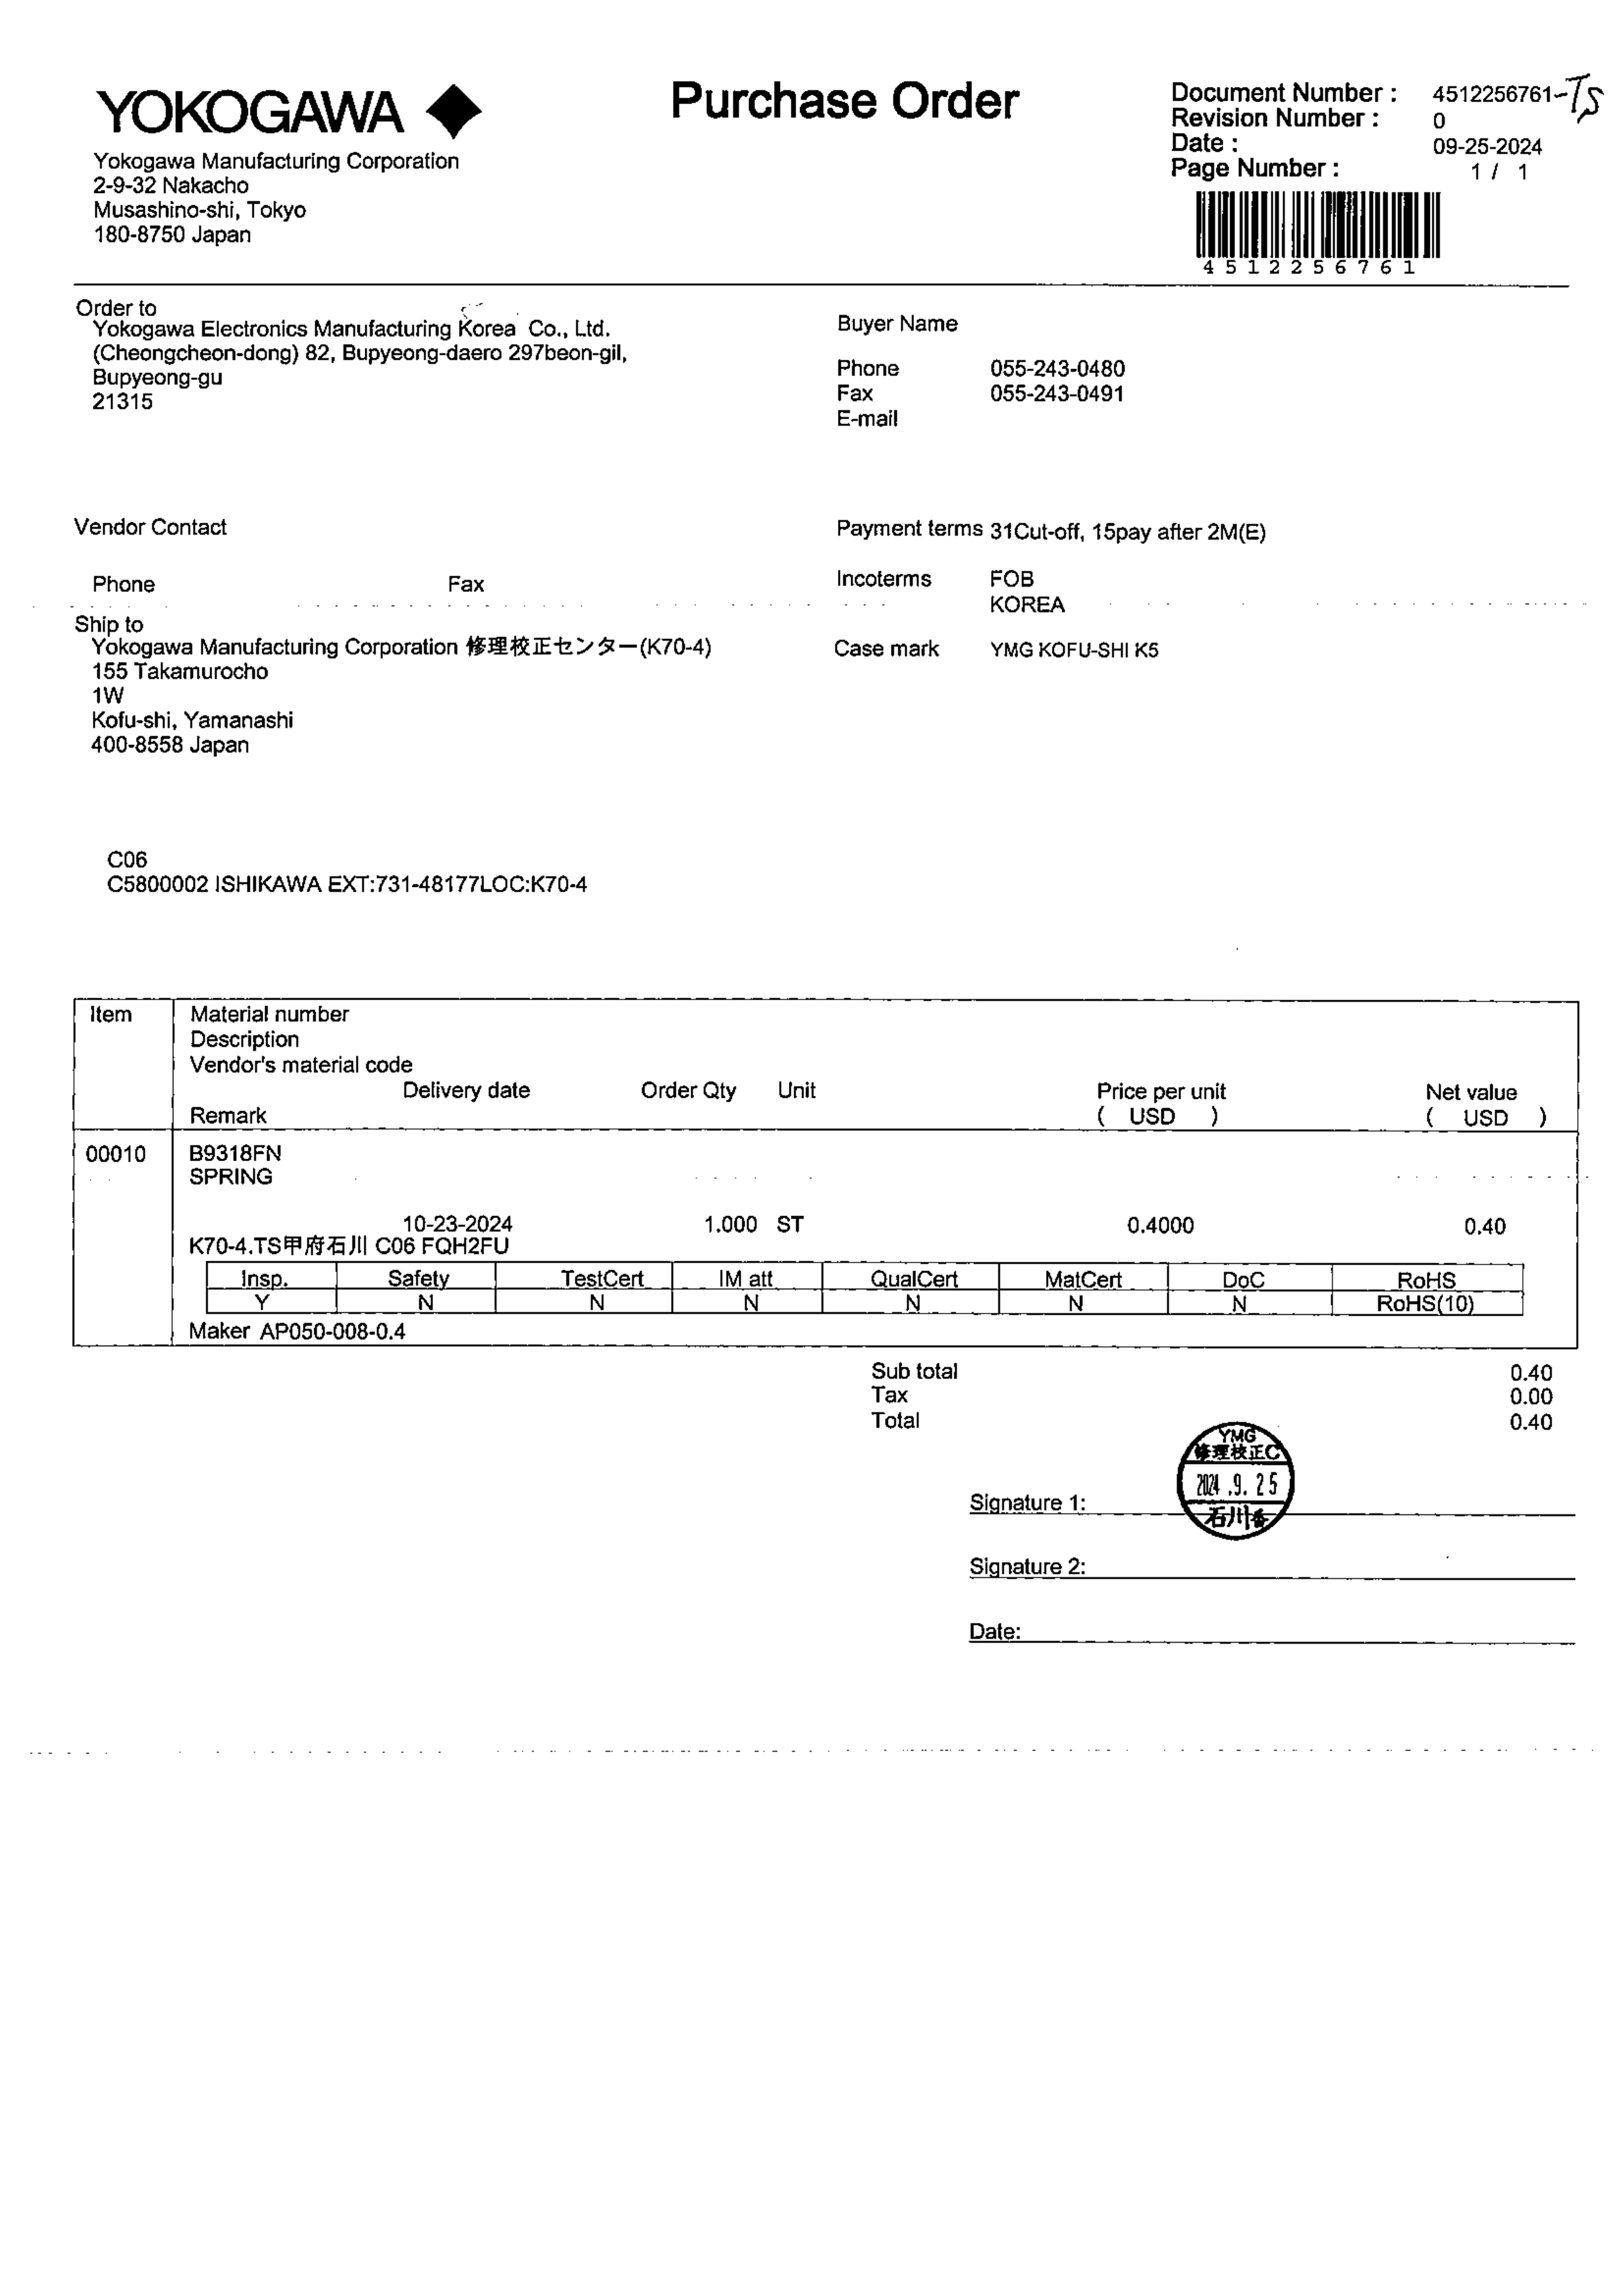 YOKOGAWA
Purchase Order
Document Number : 4512256761-TS
Revision Number : 0
Date : 09-25-2024
Page Number : 1 / 1
4512256761
Yokogawa Manufacturing Corporation
2-9-32 Nakacho
Musashino-shi, Tokyo
180-8750 Japan
Order to
Yokogawa Electronics Manufacturing Korea Co., Ltd.
(Cheongcheon-dong) 82, Bupyeong-daero 297beon-gil,
Bupyeong-gu
21315
Buyer Name
Phone 055-243-0480
Fax 055-243-0491
E-mail
Vendor Contact
Phone Fax
Payment terms 31Cut-off, 15pay after 2M(E)
Incoterms FOB
KOREA
Ship to
Yokogawa Manufacturing Corporation 修理校正センター(K70-4)
155 Takamurocho
1W
Kofu-shi, Yamanashi
400-8558 Japan
Case mark YMG KOFU-SHI K5
C06
C5800002 ISHIKAWA EXT:731-48177LOC:K70-4
Item Material number
Description
Vendor's material code
Delivery date Order Qty Unit Price per unit Net value
Remark ( USD ) ( USD )
00010 B9318FN
SPRING
10-23-2024 1.000 ST 0.4000 0.40
K70-4.TS甲府石川 C06 FQH2FU
Insp. Safety TestCert IM att QualCert MatCert DoC RoHS
Y N N N N N N RoHS(10)
Maker AP050-008-0.4
Sub total 0.40
Tax 0.00
Total 0.40
YMG
修理校正C
2024.9.25
石川香
Signature 1:
Signature 2:
Date: